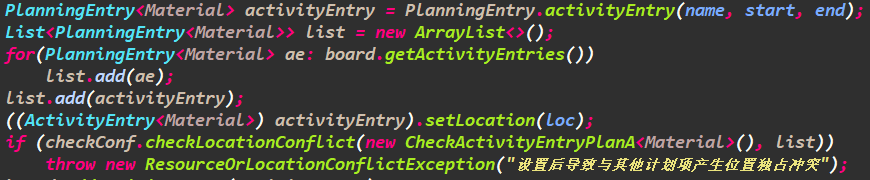 PlanningEntry<Material> activityEntry = PlanningEntry.activityEntry(name, start, end);
List<PlanningEntry<Material>> list = new ArrayList<>();
for(PlanningEntry<Material> ae: board.getActivityEntries())
    list.add(ae);
list.add(activityEntry);
((ActivityEntry<Material>) activityEntry).setLocation(loc);
if (checkConf.checkLocationConflict(new CheckActivityEntryPlanA<Material>(), list))
    throw new ResourceOrLocationConflictException("设置后导致与其他计划项产生位置独占冲突");